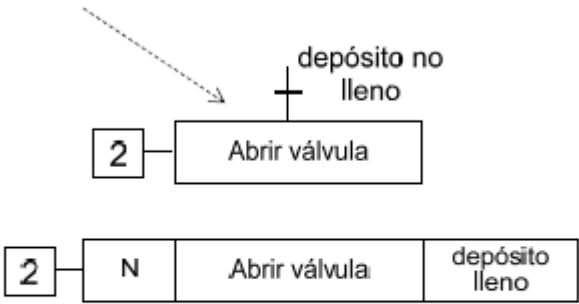 depósito no
lleno
2 Abrir válvula
2 N Abrir válvula depósito
lleno